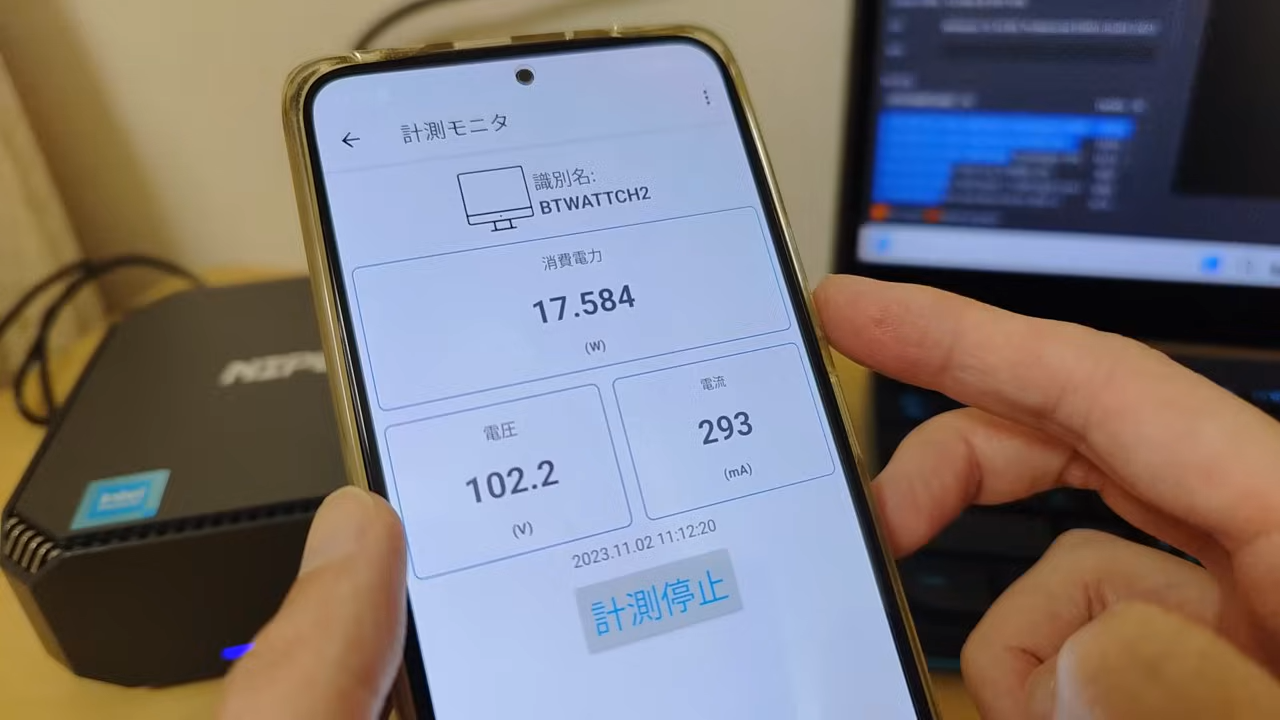 計測モニタ
識別名:
BTWATTCH2
消費電力
17.584
(W)
電圧
102.2
(V)
電流
293
(mA)
2023.11.02 11:12:20
計測停止
intel